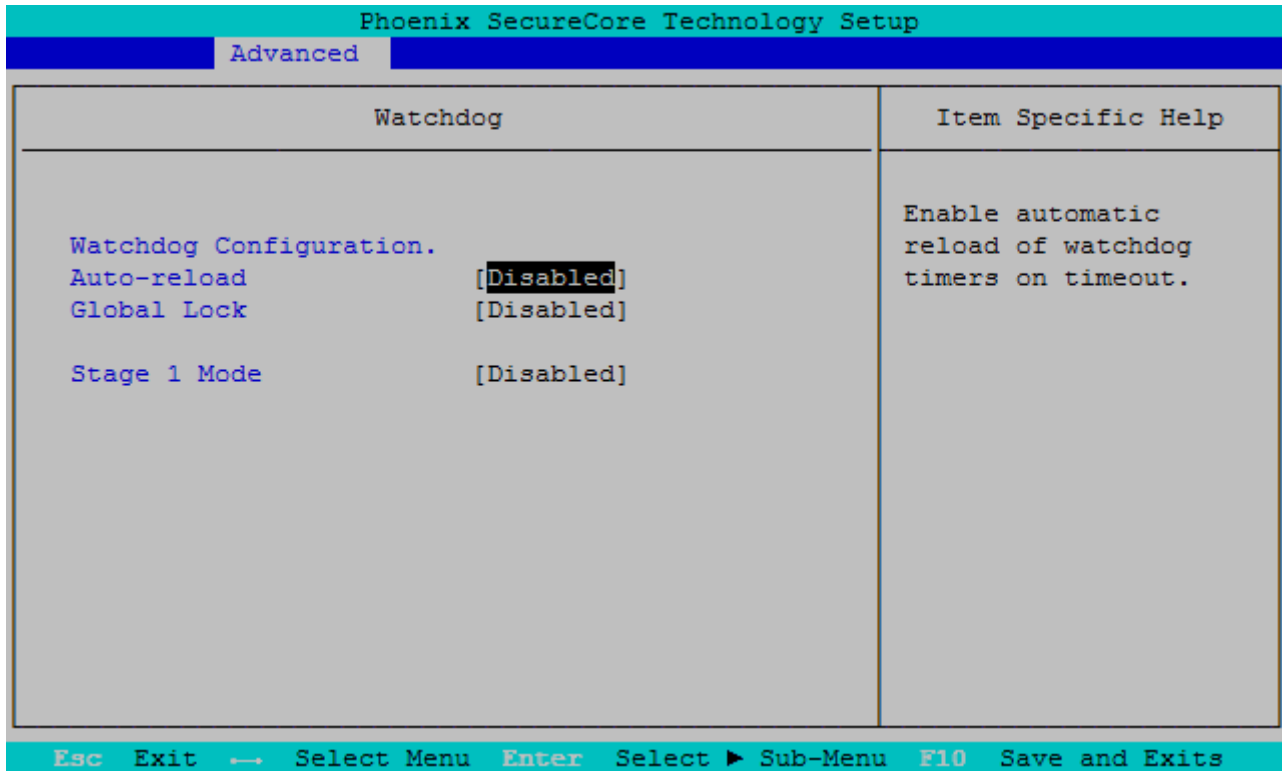 Phoenix SecureCore Technology Setup
Advanced
Watchdog
Watchdog Configuration.
Auto-reload [Disabled]
Global Lock [Disabled]
Stage 1 Mode [Disabled]
Item Specific Help
Enable automatic
reload of watchdog
timers on timeout.
Esc Exit ←→ Select Menu Enter Select ► Sub-Menu F10 Save and Exits